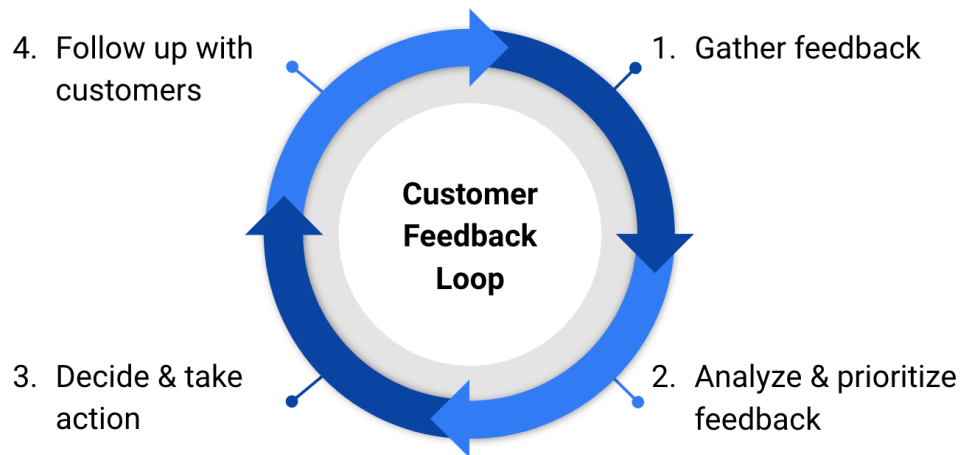 Customer
Feedback
Loop
1. Gather feedback
2. Analyze & prioritize
feedback
3. Decide & take
action
4. Follow up with
customers